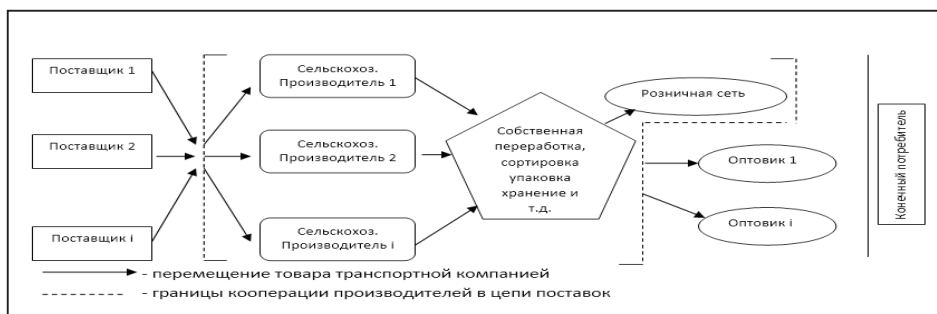 Поставщик 1
Поставщик 2
Поставщик i
Сельскохоз.
Производитель 1
Сельскохоз.
Производитель 2
Сельскохоз.
Производитель i
Собственная
переработка,
сортировка
упаковка
хранение и
т.д.
Розничная сеть
Оптовик 1
Оптовик i
Конечный потребитель
- перемещение товара транспортной компанией
- границы кооперации производителей в цепи поставок